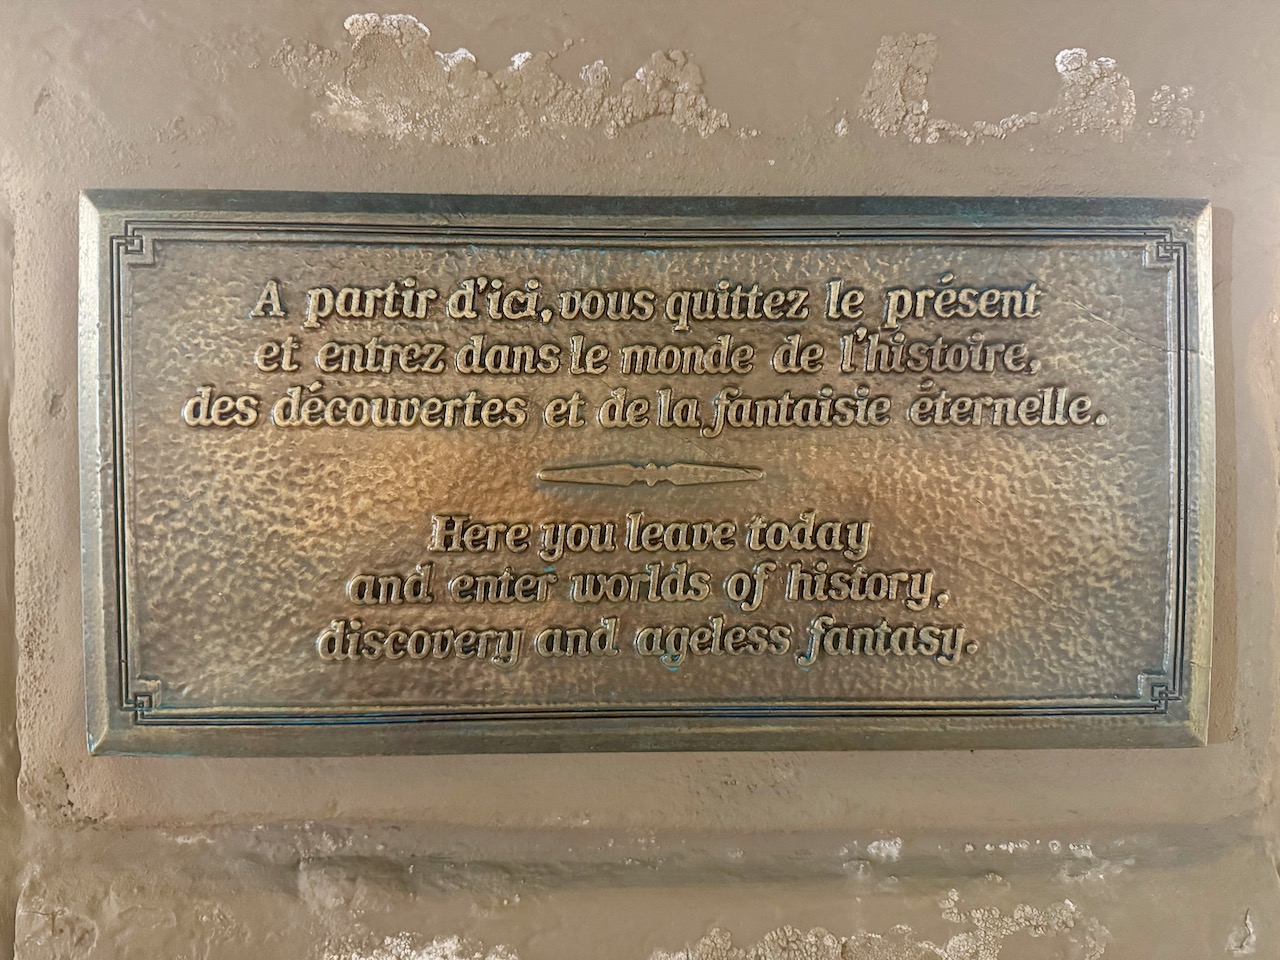 A partir d'ici, vous quittez le présent
et entrez dans le monde de l'histoire,
des découvertes et de la fantaisie éternelle.
Here you leave today
and enter worlds of history,
discovery and ageless fantasy.